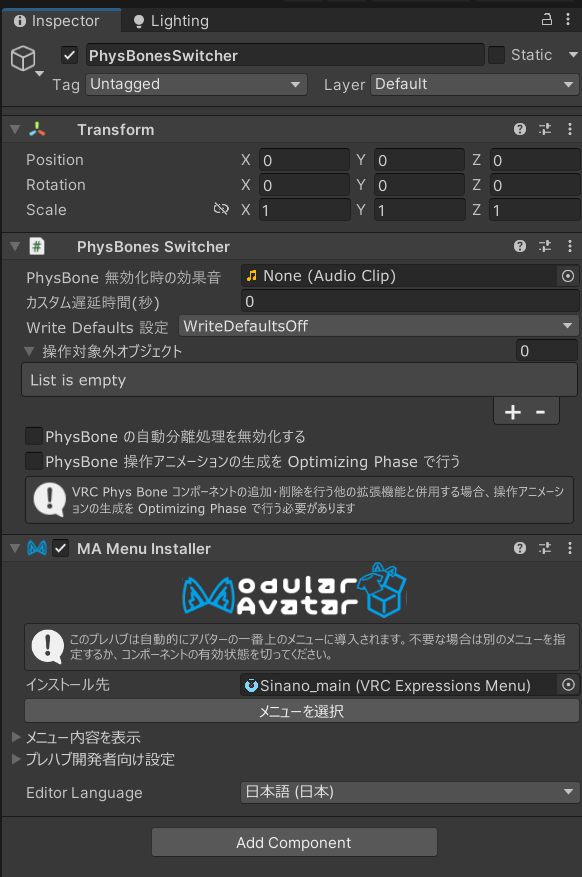 Inspector Lighting
PhysBonesSwitcher Static
Tag Untagged Layer Default
Transform
Position X 0 Y 0 Z 0
Rotation X 0 Y 0 Z 0
Scale X 1 Y 1 Z 1
PhysBones Switcher
PhysBone 無効化時の効果音 None (Audio Clip)
カスタム遅延時間(秒) 0
Write Defaults 設定 WriteDefaultsOff
操作対象外オブジェクト 0
List is empty
+ -
PhysBone の自動分離処理を無効化する
PhysBone 操作アニメーションの生成を Optimizing Phase で行う
VRC Phys Bone コンポーネントの追加・削除を行う他の拡張機能と併用する場合、操作アニメーシ
ョンの生成を Optimizing Phase で行う必要があります
MA Menu Installer
Modular
Avatar
このプレハブは自動的にアバターの一番上のメニューに導入されます。不要な場合は別のメニューを指
定するか、コンポーネントの有効状態を切ってください。
インストール先 Sinano_main (VRC Expressions Menu)
メニューを選択
メニュー内容を表示
プレハブ開発者向け設定
Editor Language 日本語 (日本)
Add Component